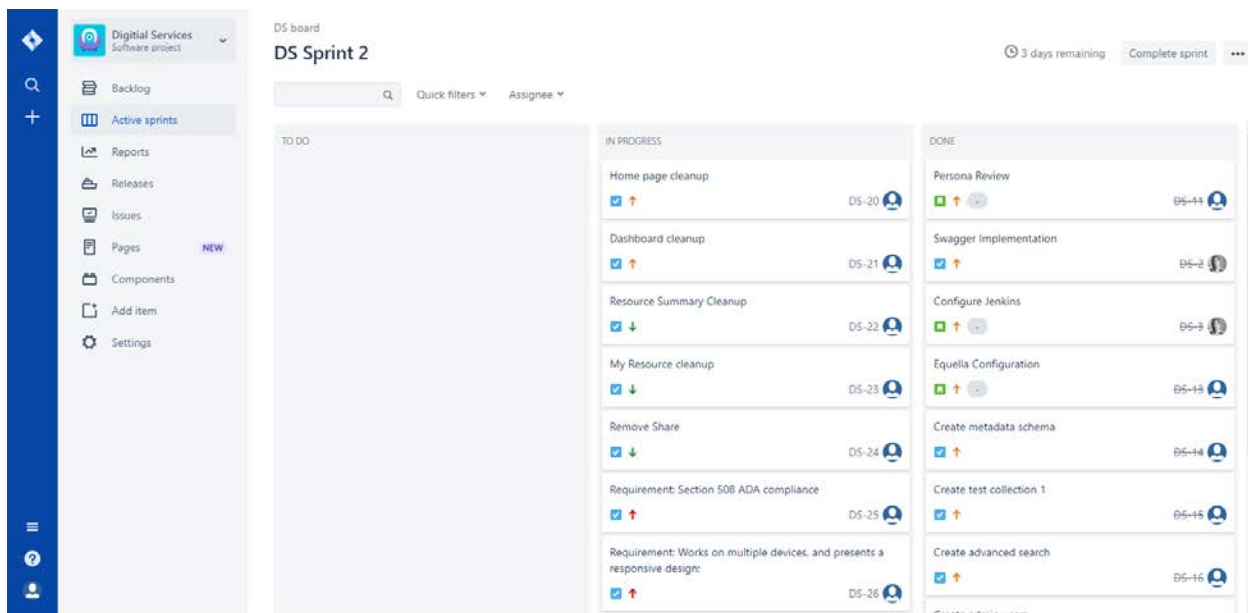 Digitial Services
Software project
Backlog
Active sprints
Reports
Releases
Issues
Pages NEW
Components
Add item
Settings
DS board
DS Sprint 2
3 days remaining Complete sprint
Quick filters Assignee
TO DO
IN PROGRESS
Home page cleanup
DS-20
Dashboard cleanup
DS-21
Resource Summary Cleanup
DS-22
My Resource cleanup
DS-23
Remove Share
DS-24
Requirement: Section 508 ADA compliance
DS-25
Requirement: Works on multiple devices, and presents a
responsive design:
DS-26
DONE
Persona Review
DS-11
Swagger Implementation
DS-2
Configure Jenkins
DS-3
Equella Configuration
DS-13
Create metadata schema
DS-14
Create test collection 1
DS-15
Create advanced search
DS-16